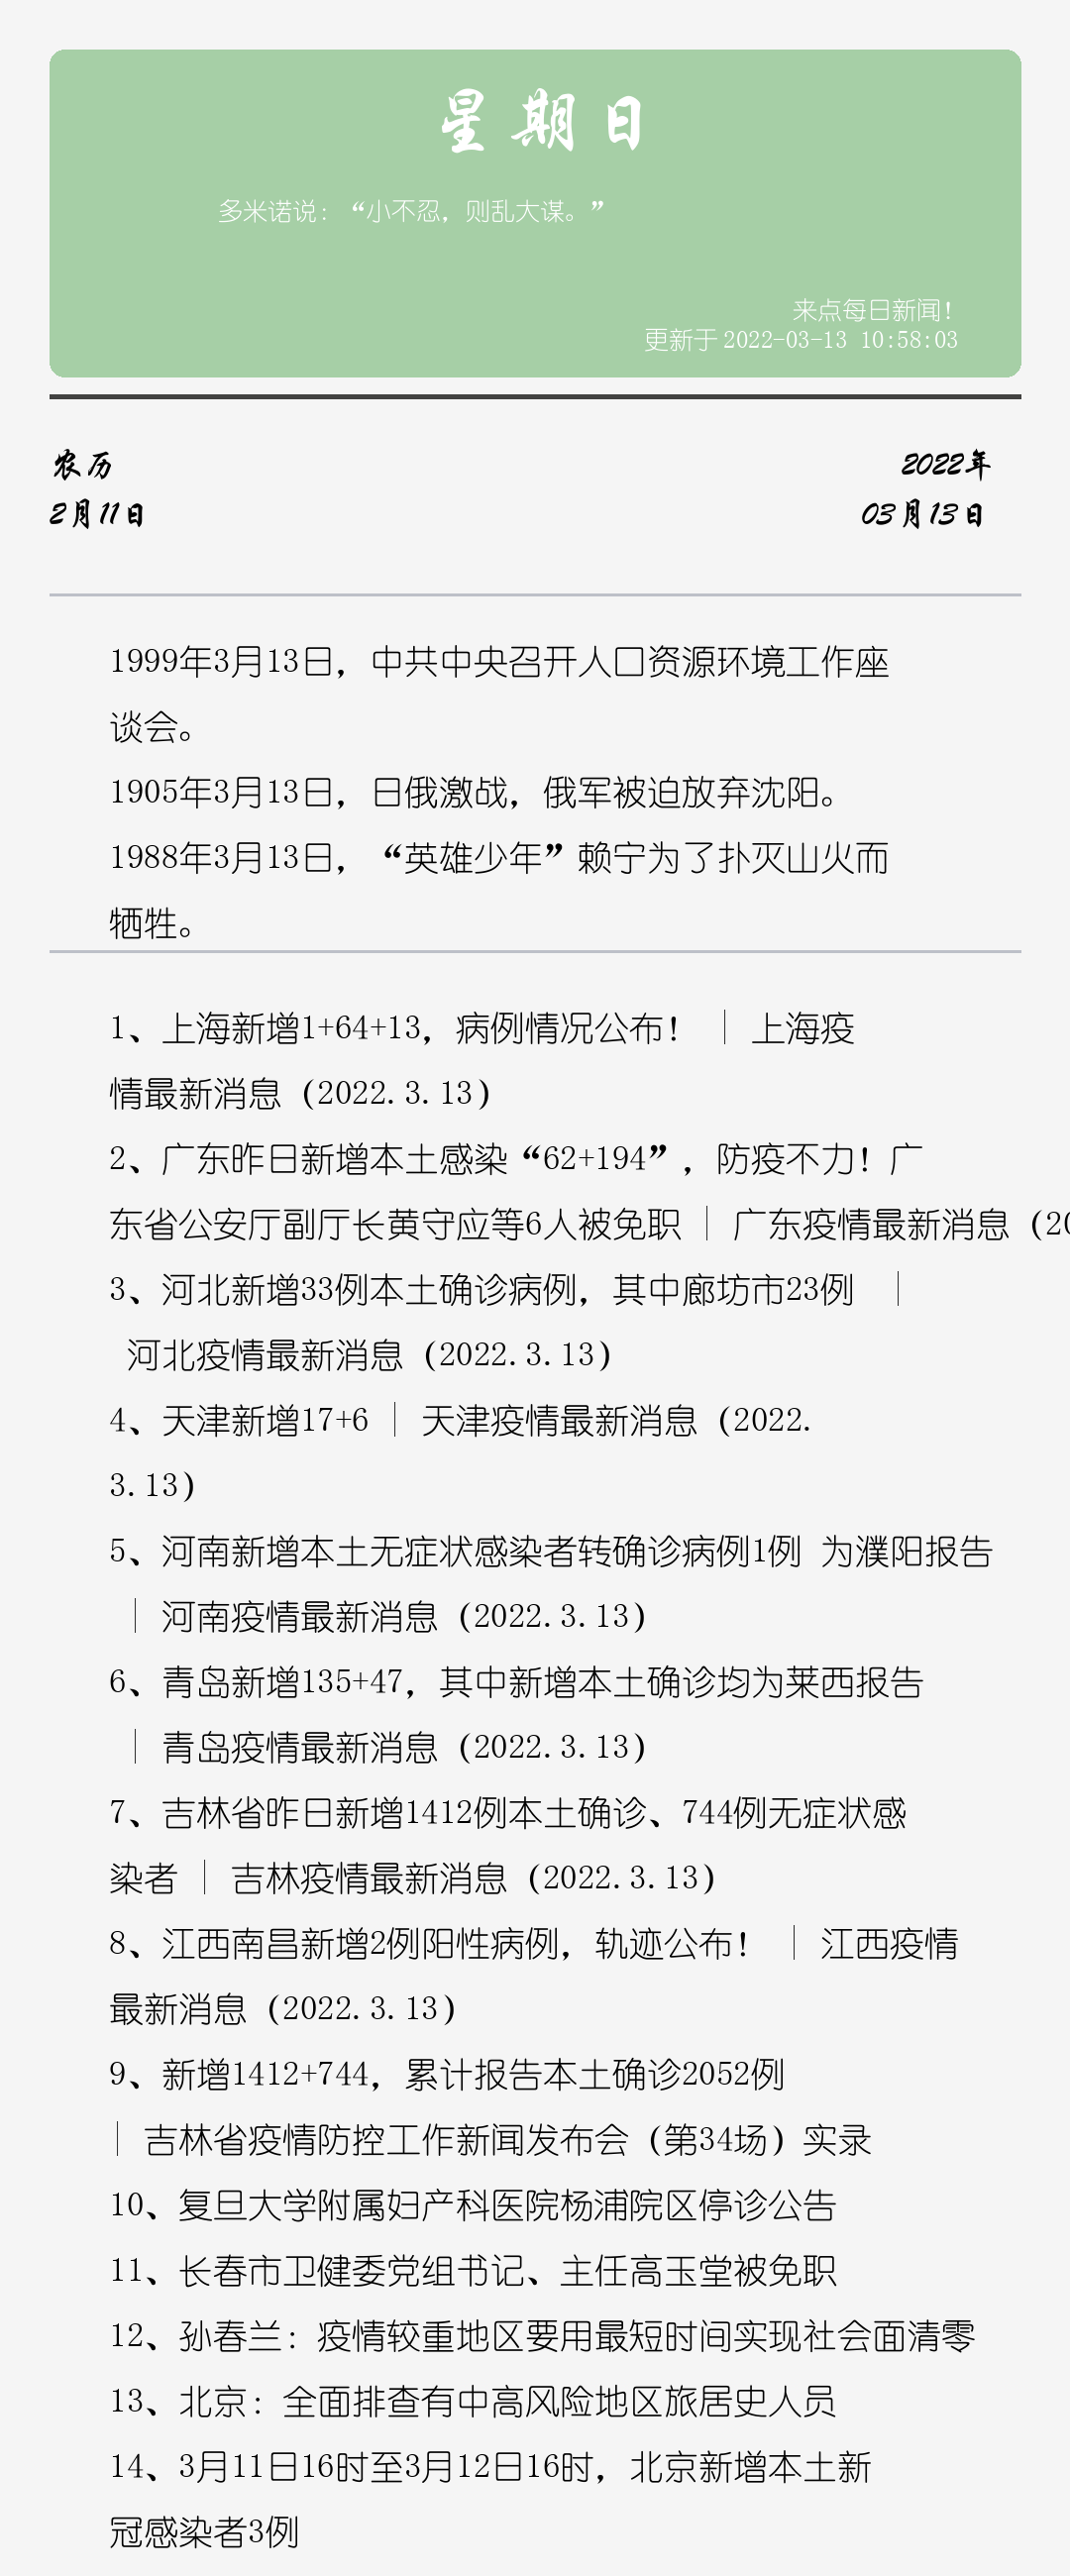 星期日
多米诺说：“小不忍，则乱大谋。”
来点每日新闻！
更新于 2022-03-13 10:58:03
农历
2022年
2月11日
03月13日
1999年3月13日，中共中央召开人口资源环境工作座
谈会。
1905年3月13日，日俄激战，俄军被迫放弃沈阳。
1988年3月13日，“英雄少年”赖宁为了扑灭山火而
牺牲。
1、上海新增1+64+13，病例情况公布！ | 上海疫
情最新消息（2022.3.13）
2、广东昨日新增本土感染“62+194”，防疫不力！广
东省公安厅副厅长黄守应等6人被免职 | 广东疫情最新消息（20
3、河北新增33例本土确诊病例，其中廊坊市23例 |
河北疫情最新消息（2022.3.13）
4、天津新增17+6 | 天津疫情最新消息（2022.
3.13）
5、河南新增本土无症状感染者转确诊病例1例 为濮阳报告
| 河南疫情最新消息（2022.3.13）
6、青岛新增135+47，其中新增本土确诊均为莱西报告
| 青岛疫情最新消息（2022.3.13）
7、吉林省昨日新增1412例本土确诊、744例无症状感
染者 | 吉林疫情最新消息（2022.3.13）
8、江西南昌新增2例阳性病例，轨迹公布！ | 江西疫情
最新消息（2022.3.13）
9、新增1412+744，累计报告本土确诊2052例
| 吉林省疫情防控工作新闻发布会（第34场）实录
10、复旦大学附属妇产科医院杨浦院区停诊公告
11、长春市卫健委党组书记、主任高玉堂被免职
12、孙春兰：疫情较重地区要用最短时间实现社会面清零
13、北京：全面排查有中高风险地区旅居史人员
14、3月11日16时至3月12日16时，北京新增本土新
冠感染者3例